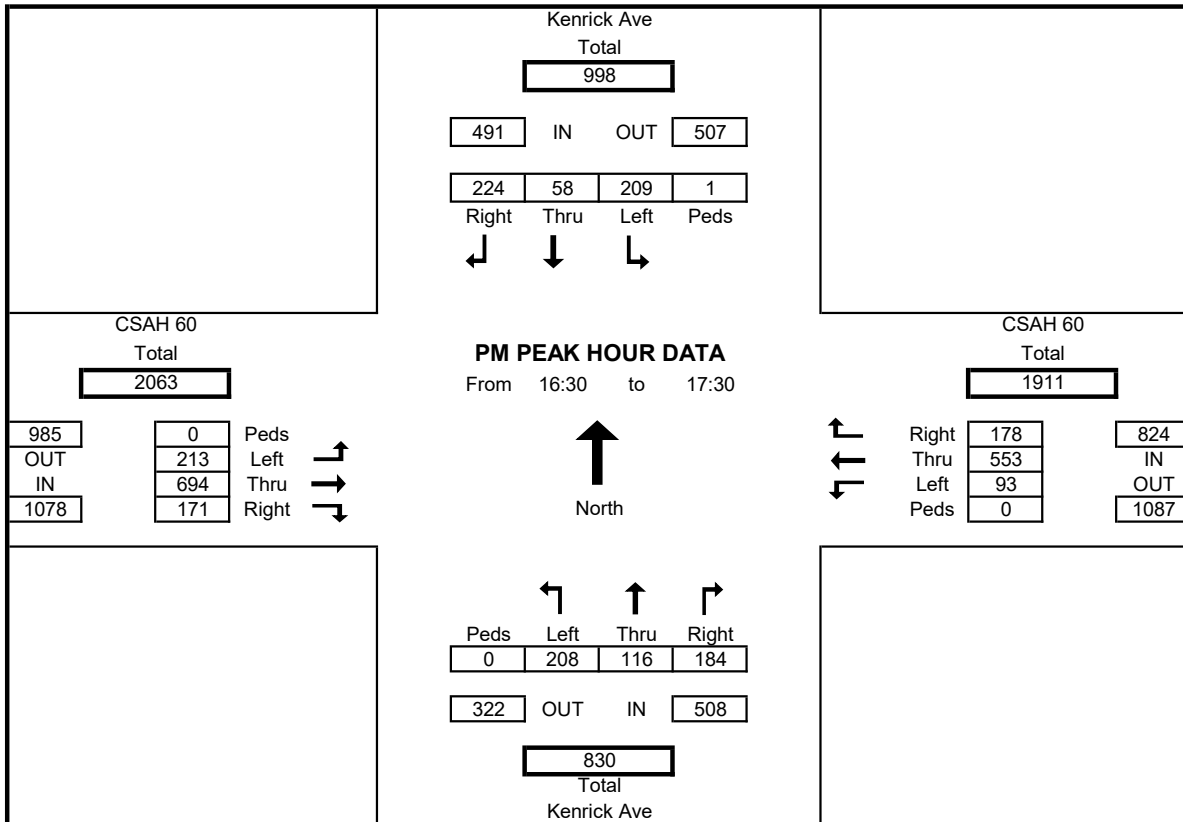 Kenrick Ave
Total
998
491 IN OUT 507
224 58 209 1
Right Thru Left Peds
CSAH 60
Total
2063
985 0 Peds
OUT 213 Left
IN 694 Thru
1078 171 Right
PM PEAK HOUR DATA
From 16:30 to 17:30
North
CSAH 60
Total
1911
Right 178 824
Thru 553 IN
Left 93 OUT
Peds 0 1087
Peds Left Thru Right
0 208 116 184
322 OUT IN 508
830
Total
Kenrick Ave